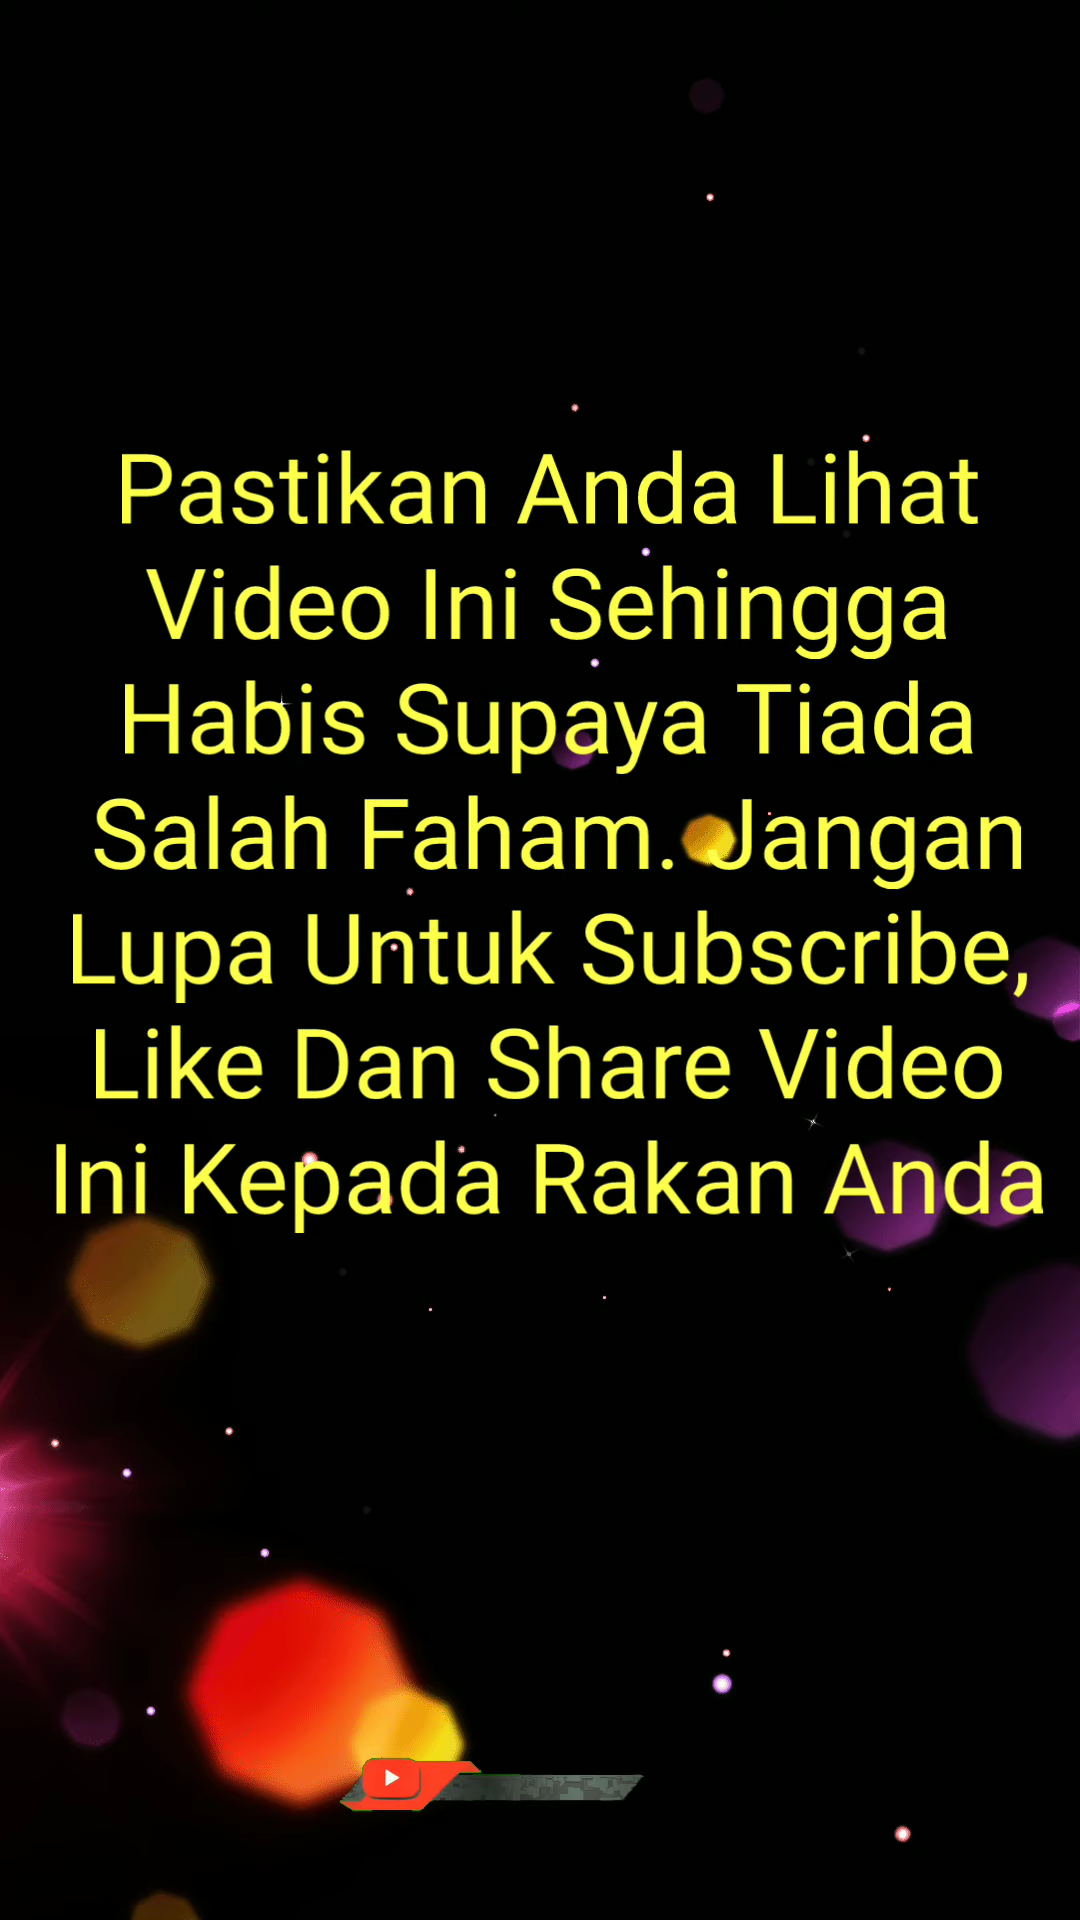 Pastikan Anda Lihat
Video Ini Sehingga
Habis Supaya Tiada
Salah Faham. Jangan
Lupa Untuk Subscribe,
Like Dan Share Video
Ini Kepada Rakan Anda